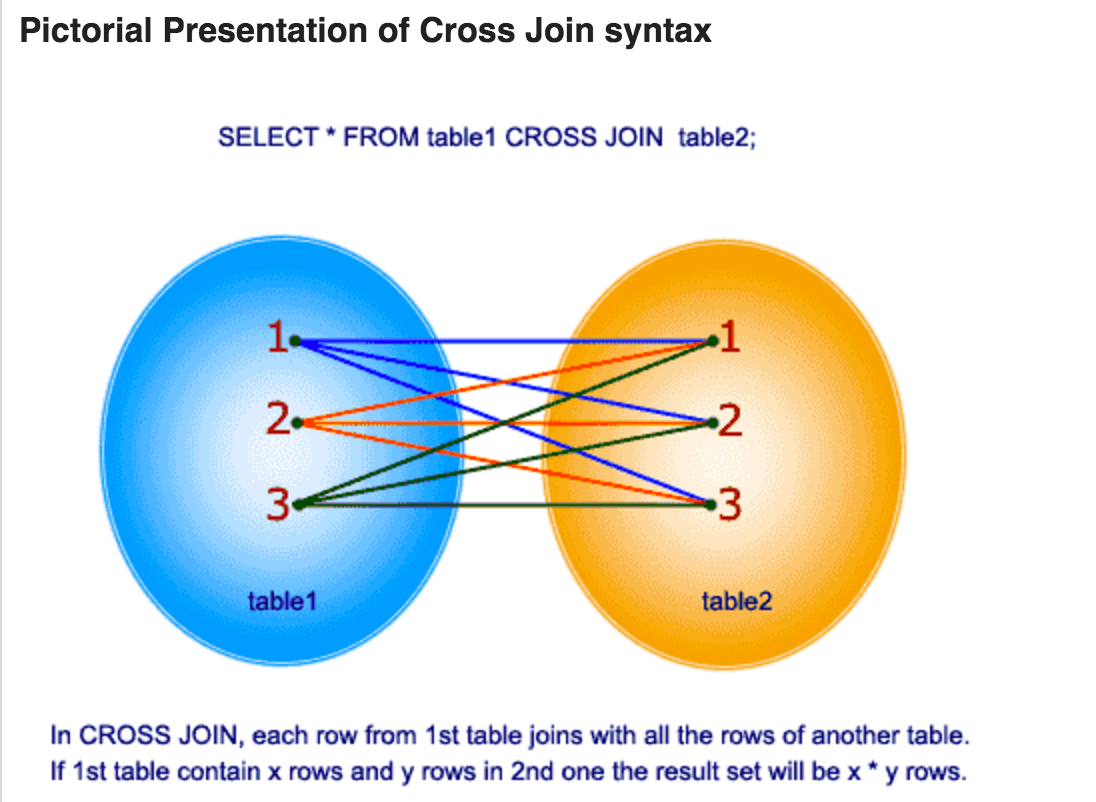 Pictorial Presentation of Cross Join syntax
SELECT * FROM table1 CROSS JOIN  table2;
1 1
2 2
3 3
table1 table2
In CROSS JOIN, each row from 1st table joins with all the rows of another table.
If 1st table contain x rows and y rows in 2nd one the result set will be x * y rows.